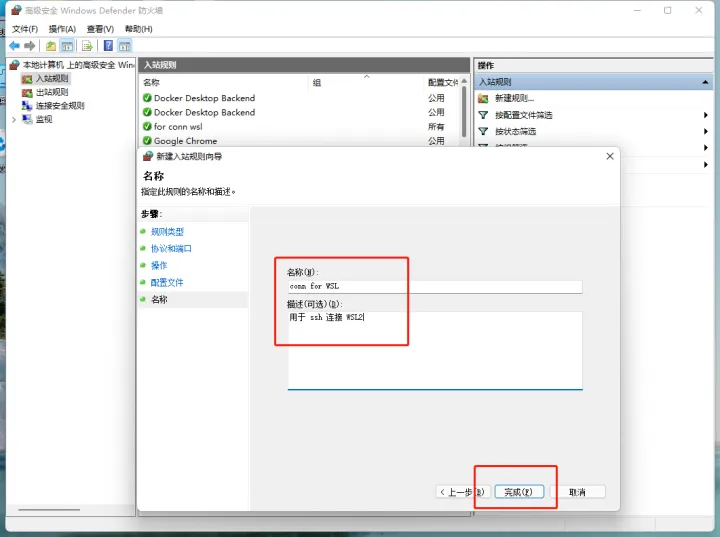 高级安全 Windows Defender 防火墙
文件(F) 操作(A) 查看(V) 帮助(H)
本地计算机 上的高级安全 Win
入站规则
出站规则
连接安全规则
监视
入站规则
名称 组 配置文件
Docker Desktop Backend 公用
Docker Desktop Backend 公用
for conn wsl 所有
Google Chrome 公用
操作
入站规则
新建规则...
按配置文件筛选
按状态筛选
新建入站规则向导
名称
指定此规则的名称和描述。
步骤:
规则类型
协议和端口
操作
配置文件
名称
名称(N):
conn for WSL
描述(可选)(D):
用于 ssh 连接 WSL2
< 上一步(B) 完成(F) 取消